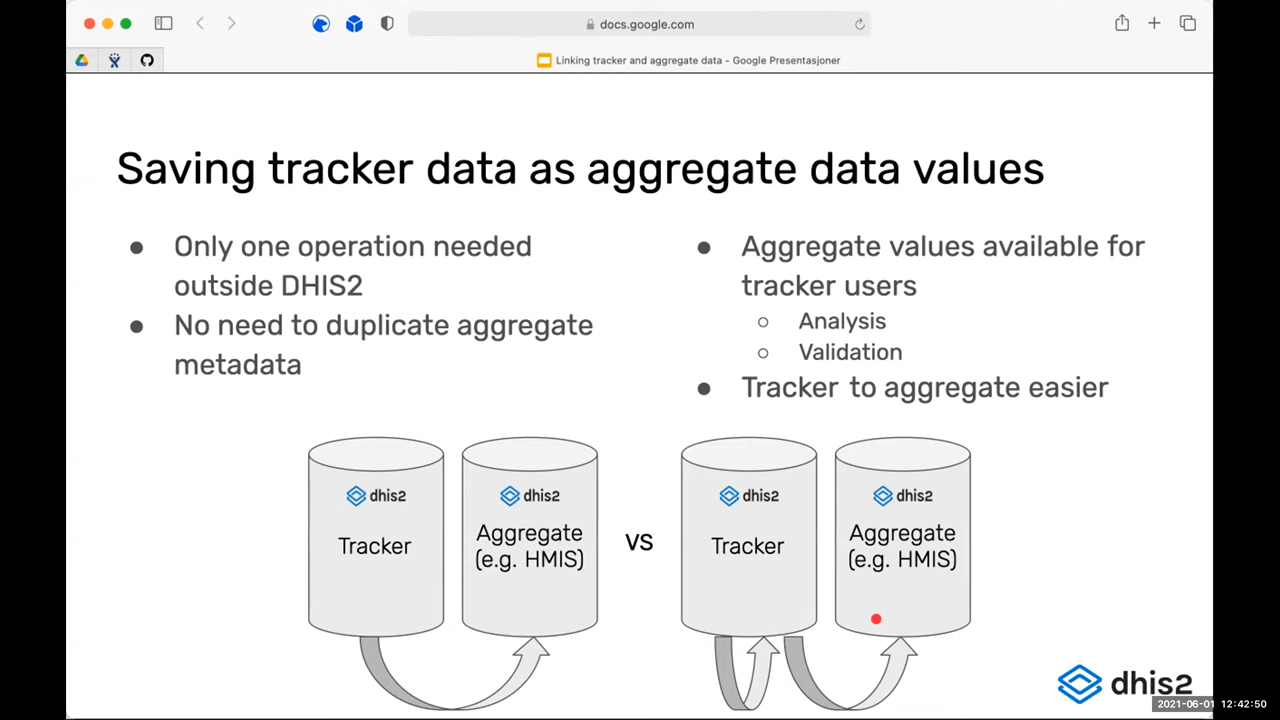 docs.google.com
Linking tracker and aggregate data - Google Presentasjoner
Saving tracker data as aggregate data values
Only one operation needed
outside DHIS2
No need to duplicate aggregate
metadata
Aggregate values available for
tracker users
Analysis
Validation
Tracker to aggregate easier
dhis2
Tracker
dhis2
Aggregate
(e.g. HMIS)
vs
dhis2
Tracker
dhis2
Aggregate
(e.g. HMIS)
dhis2
2021-06-01 12:42:50